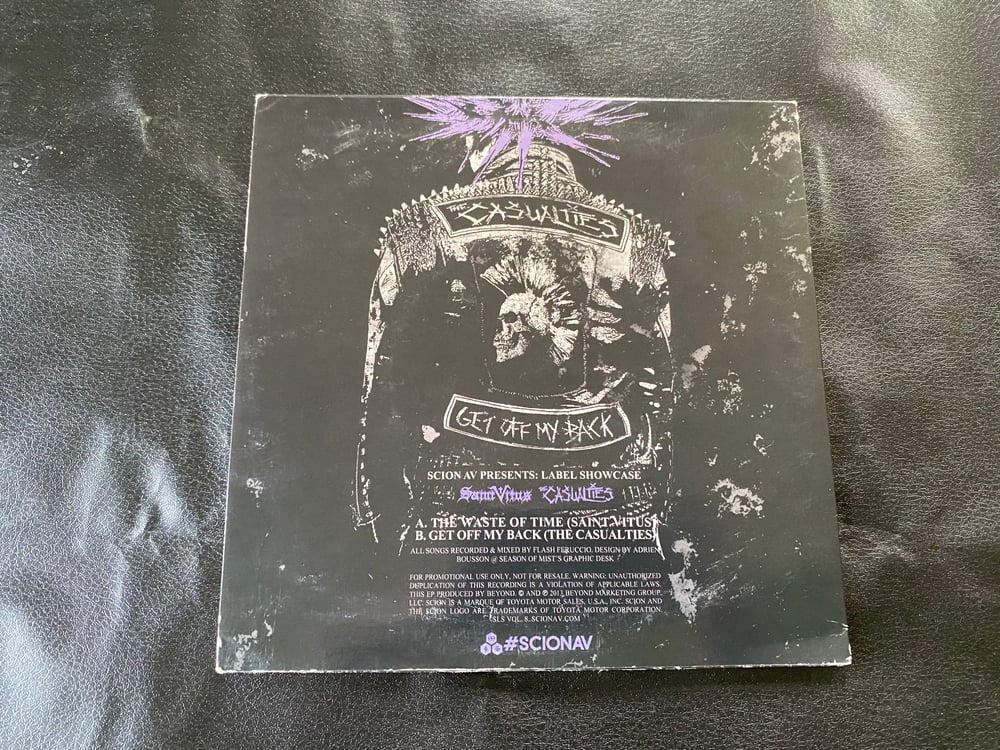 THE CASUALTIES
GET OFF MY BACK
SCION AV PRESENTS: LABEL SHOWCASE
Saint Vitus THE CASUALTIES
A. THE WASTE OF TIME (SAINT VITUS)
B. GET OFF MY BACK (THE CASUALTIES)
ALL SONGS RECORDED & MIXED BY FLASH FERUCCIO. DESIGN BY ADRIEN
BOUSSON @ SEASON OF MIST'S GRAPHIC DESK
FOR PROMOTIONAL USE ONLY, NOT FOR RESALE. WARNING: UNAUTHORIZED
DUPLICATION OF THIS RECORDING IS A VIOLATION OF APPLICABLE LAWS.
THIS EP PRODUCED BY BEYOND. © AND ℗ 2011 BEYOND MARKETING GROUP,
LLC. SCION IS A MARQUE OF TOYOTA MOTOR SALES, U.S.A., INC. SCION AND
THE SCION LOGO ARE TRADEMARKS OF TOYOTA MOTOR CORPORATION.
SLS VOL. 8. SCIONAV.COM
#SCIONAV